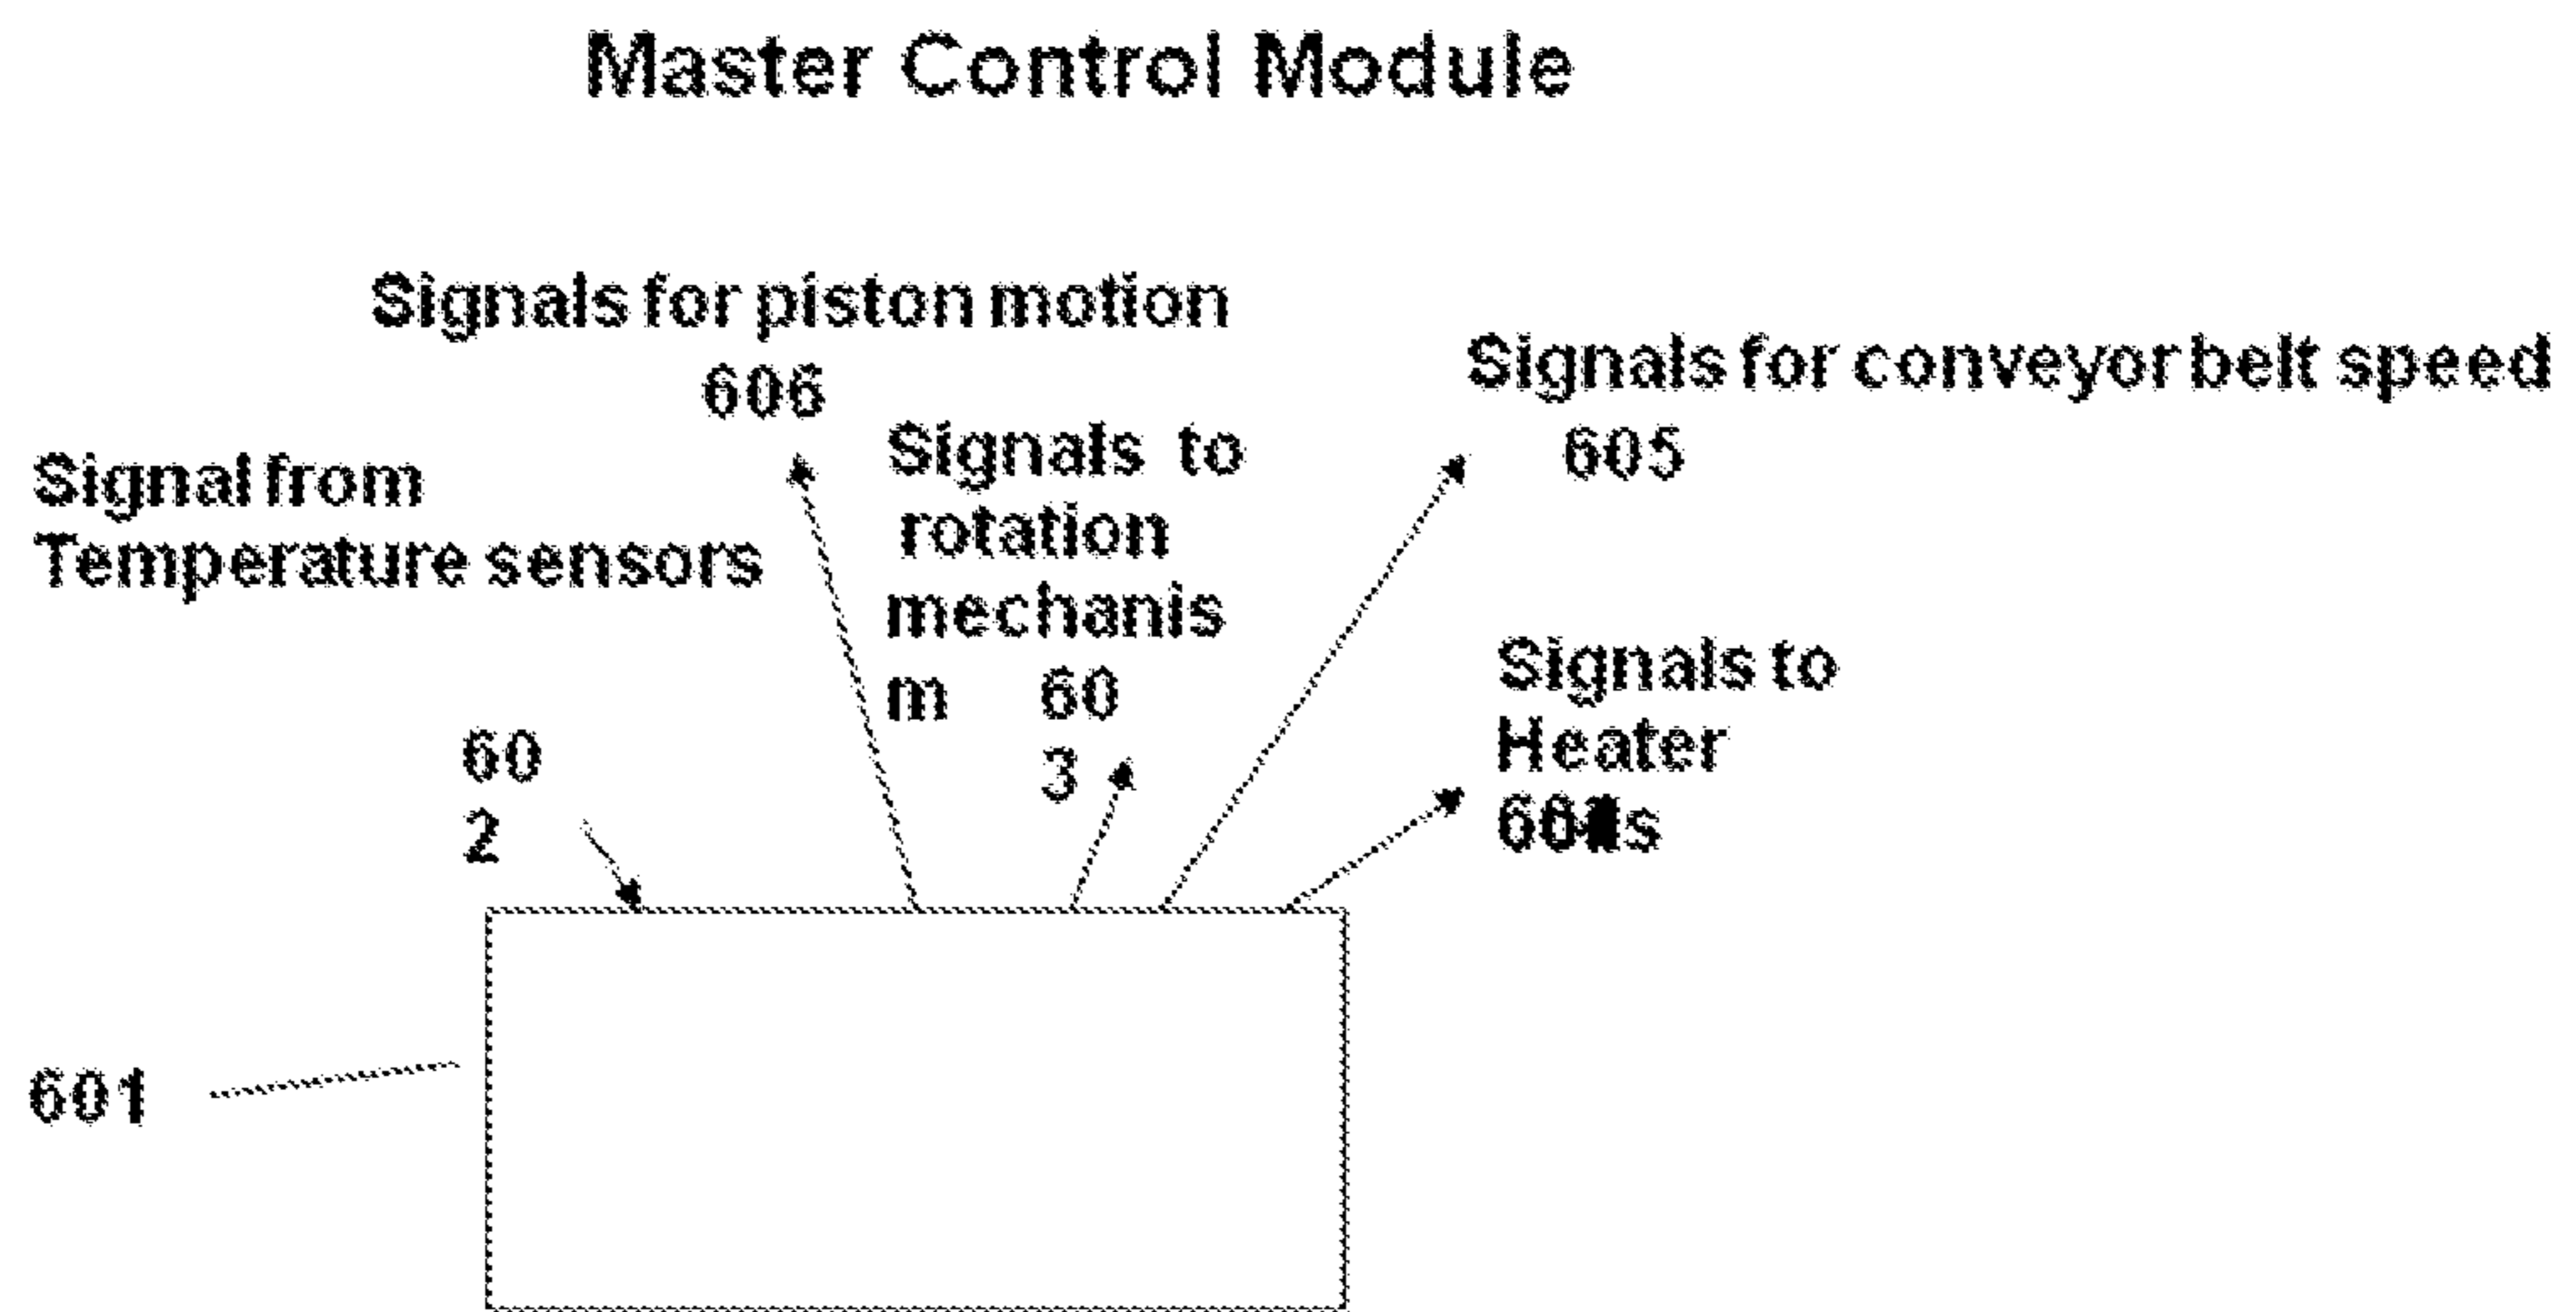 Master Control Module
Signals for piston motion
606
Signals for conveyor belt speed
605
Signal from
Temperature sensors
Signals to
rotation
mechanis
m
60
3
60
2
Signals to
Heater
601